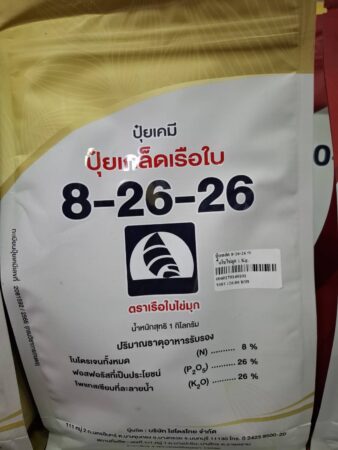 ปุ๋ยเคมี
ปุ๋ยเกล็ดเรือใบ
8-26-26
ตราเรือใบไข่มุก
น้ำหนักสุทธิ 1 กิโลกรัม
ปริมาณธาตุอาหารรับรอง
ไนโตรเจนทั้งหมด (N) 8 %
ฟอสฟอรัสที่เป็นประโยชน์ (P2O5) 26 %
โพแทสเซียมที่ละลายน้ำ (K2O) 26 %